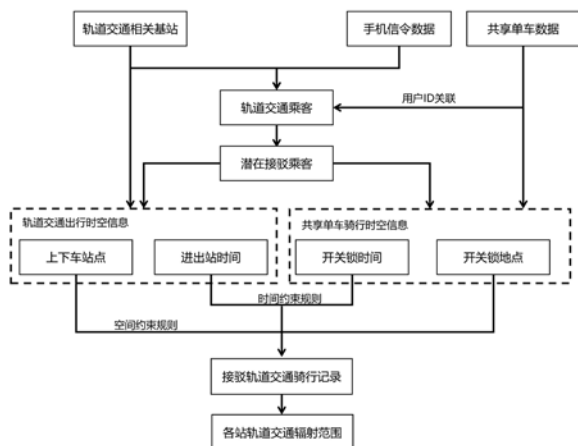 轨道交通相关基站
手机信令数据
共享单车数据
轨道交通乘客
用户ID关联
潜在接驳乘客
轨道交通出行时空信息
共享单车骑行时空信息
上下车站点
进出站时间
开关锁时间
开关锁地点
时间约束规则
空间约束规则
接驳轨道交通骑行记录
各站轨道交通辐射范围